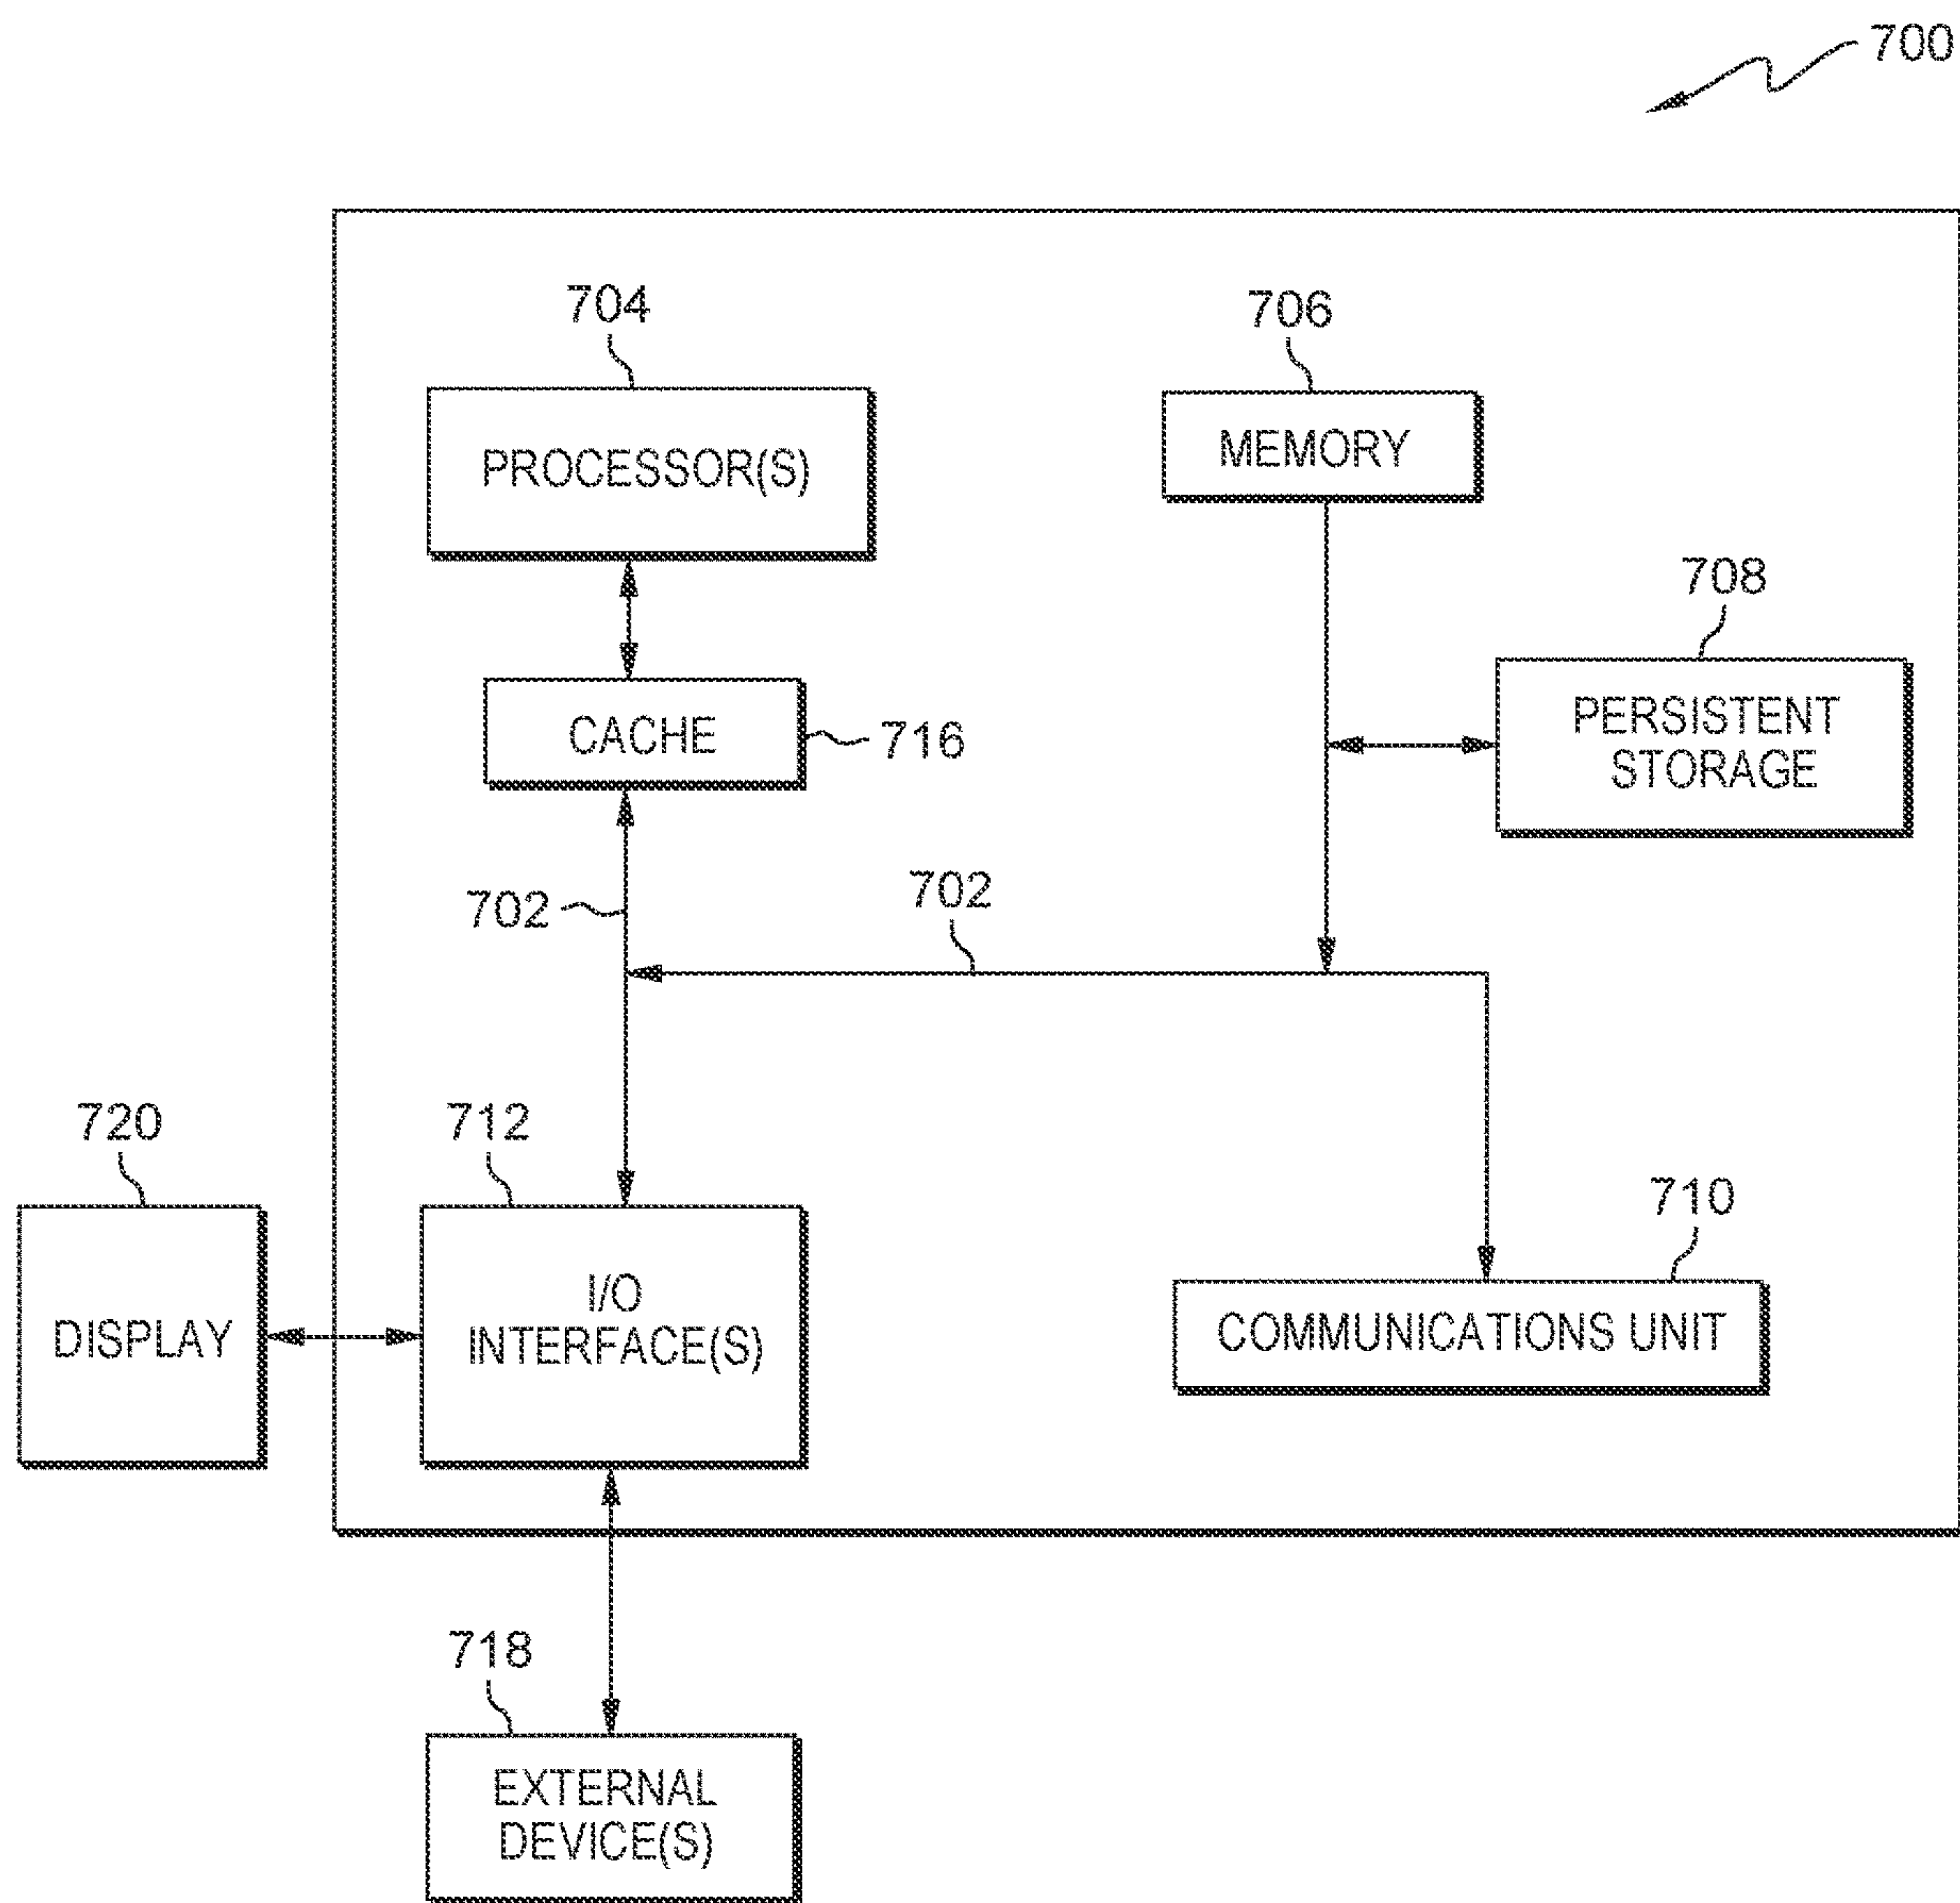 700
704
706
PROCESSOR(S)
MEMORY
708
CACHE
716
PERSISTENT
STORAGE
702
702
720
712
710
DISPLAY
I/O
INTERFACE(S)
COMMUNICATIONS UNIT
718
EXTERNAL
DEVICE(S)